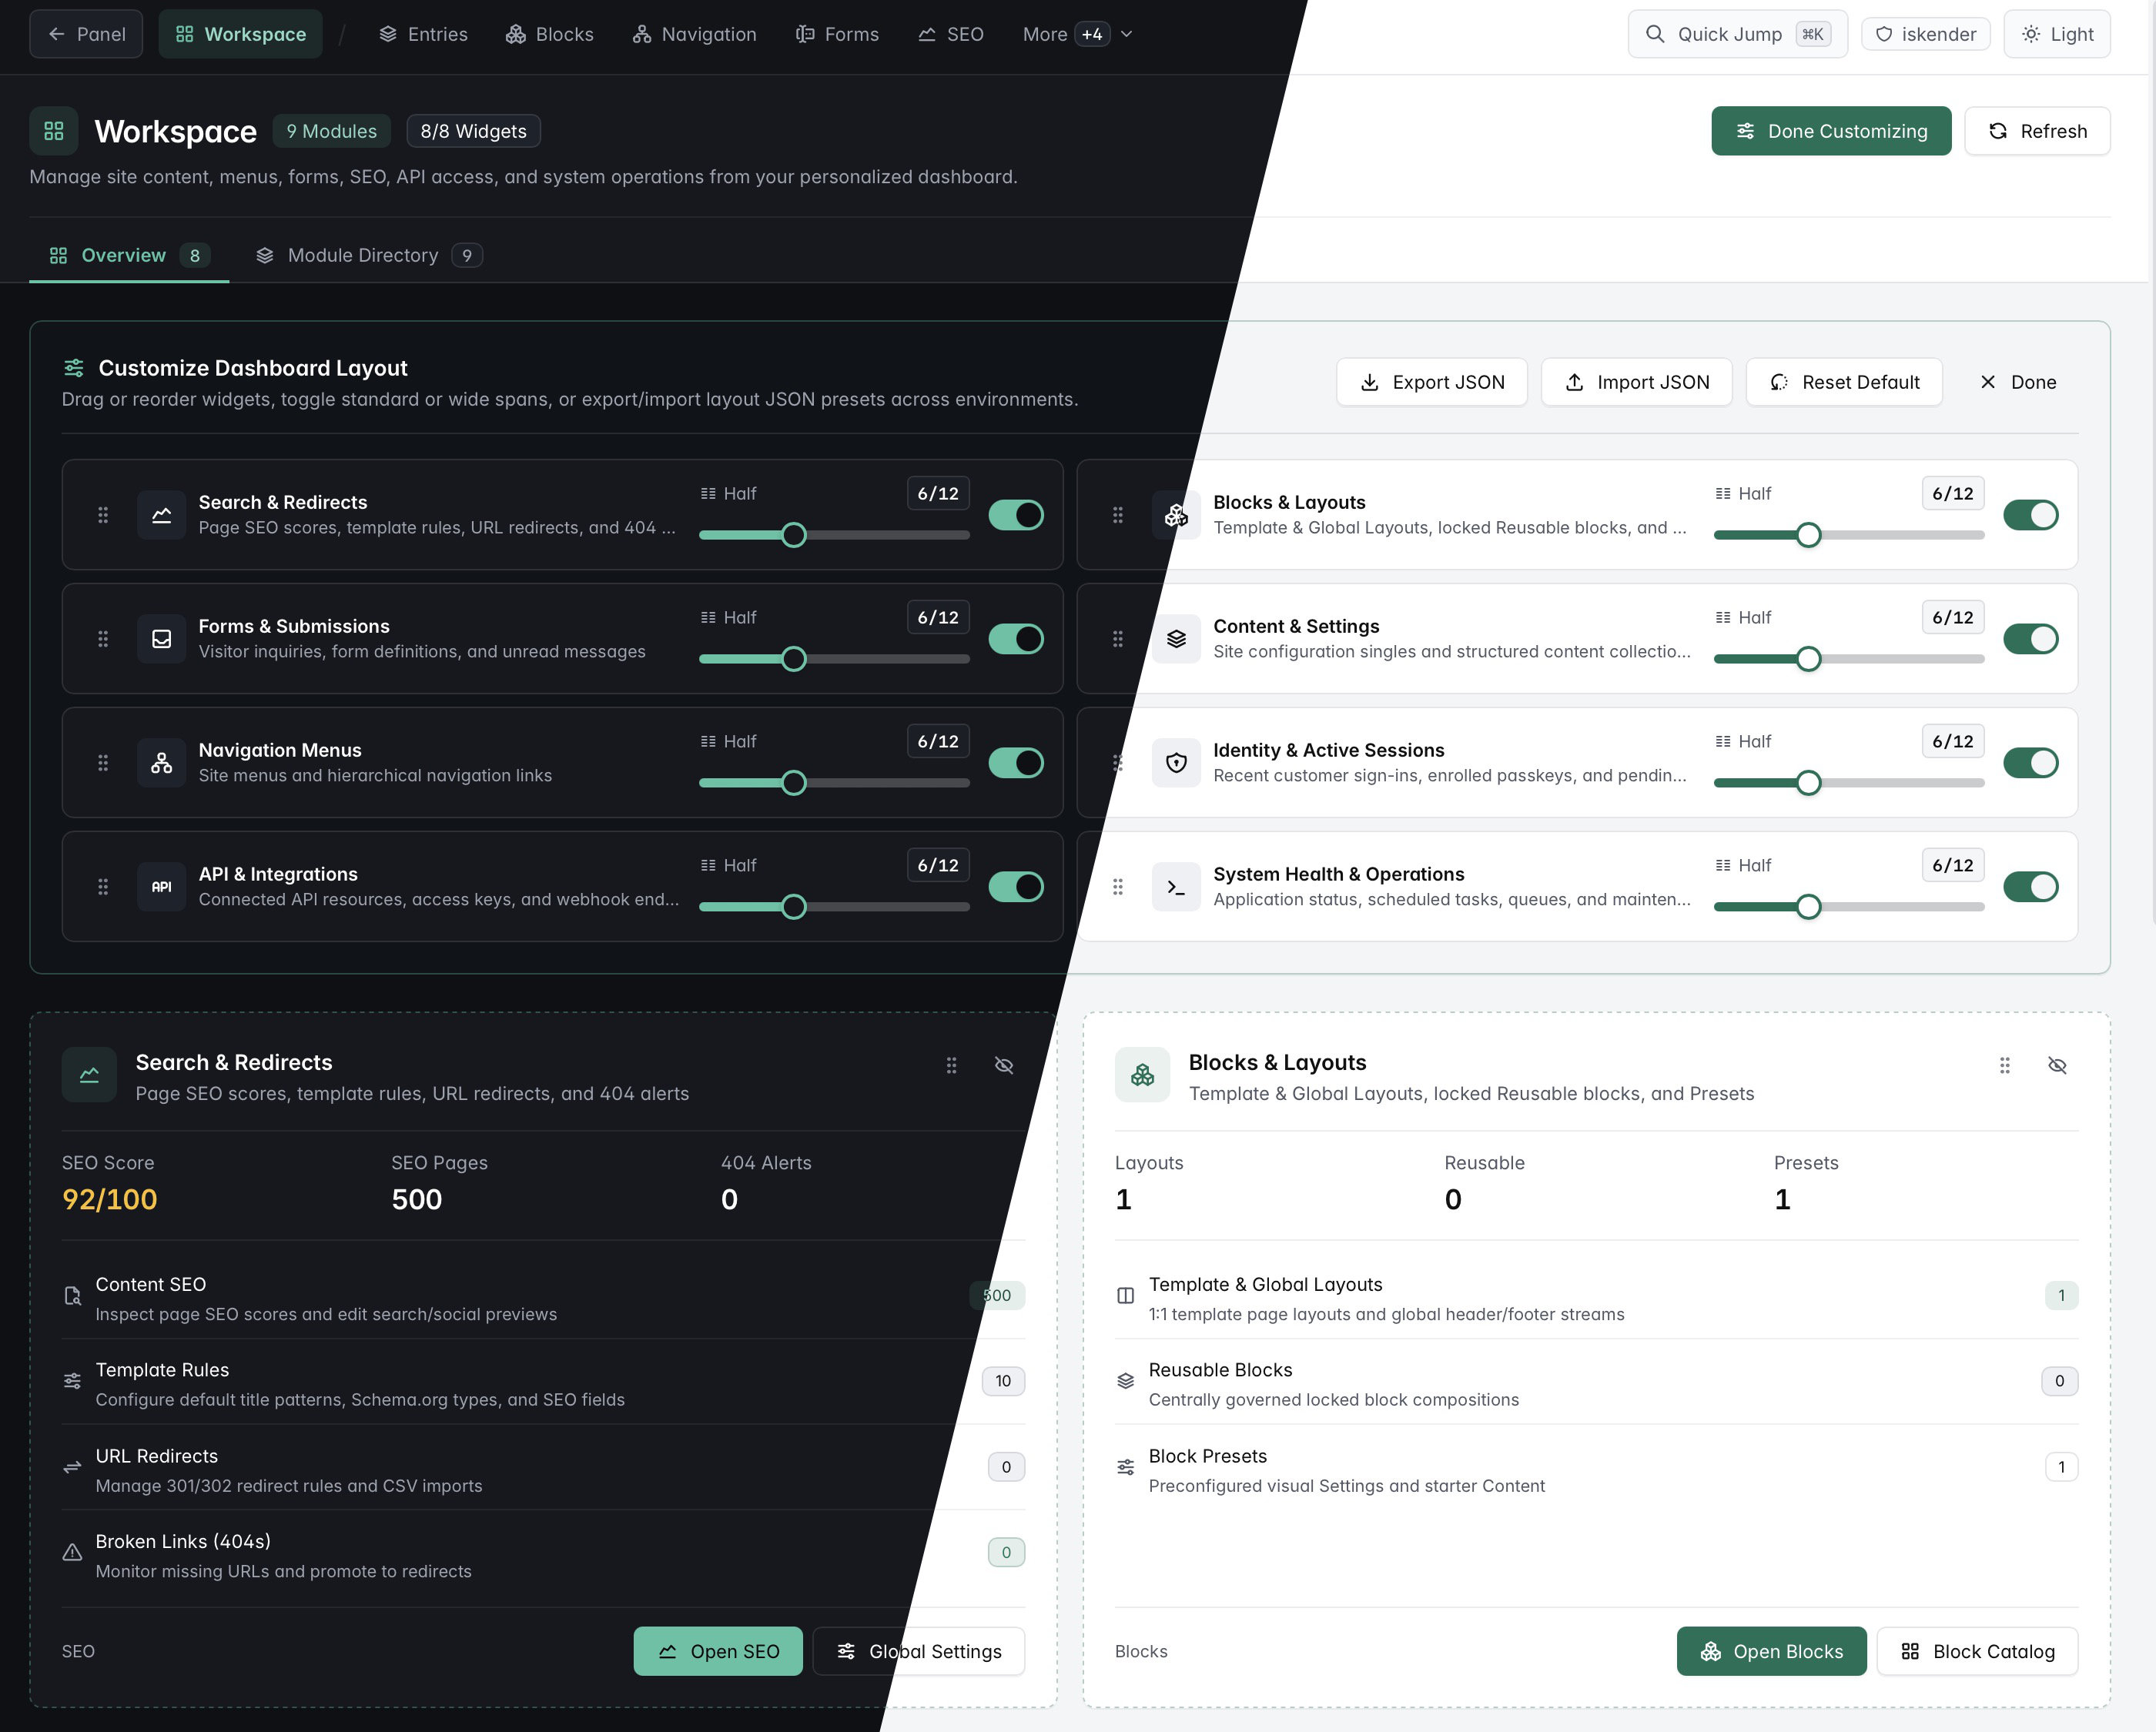 Panel
Workspace
/
Entries
Blocks
Navigation
Forms
SEO
More +4
Quick Jump ⌘K
iskender
Light
Workspace
9 Modules
8/8 Widgets
Done Customizing
Refresh
Manage site content, menus, forms, SEO, API access, and system operations from your personalized dashboard.
Overview 8
Module Directory 9
Customize Dashboard Layout
Drag or reorder widgets, toggle standard or wide spans, or export/import layout JSON presets across environments.
Export JSON
Import JSON
Reset Default
Done
Search & Redirects
Page SEO scores, template rules, URL redirects, and 404 ...
Half
6/12
Blocks & Layouts
Template & Global Layouts, locked Reusable blocks, and ...
Half
6/12
Forms & Submissions
Visitor inquiries, form definitions, and unread messages
Half
6/12
Content & Settings
Site configuration singles and structured content collectio...
Half
6/12
Navigation Menus
Site menus and hierarchical navigation links
Half
6/12
Identity & Active Sessions
Recent customer sign-ins, enrolled passkeys, and pendin...
Half
6/12
API
API & Integrations
Connected API resources, access keys, and webhook end...
Half
6/12
System Health & Operations
Application status, scheduled tasks, queues, and mainten...
Half
6/12
Search & Redirects
Page SEO scores, template rules, URL redirects, and 404 alerts
SEO Score
92/100
SEO Pages
500
404 Alerts
0
Content SEO
Inspect page SEO scores and edit search/social previews
500
Template Rules
Configure default title patterns, Schema.org types, and SEO fields
10
URL Redirects
Manage 301/302 redirect rules and CSV imports
0
Broken Links (404s)
Monitor missing URLs and promote to redirects
0
SEO
Open SEO
Global Settings
Blocks & Layouts
Template & Global Layouts, locked Reusable blocks, and Presets
Layouts
1
Reusable
0
Presets
1
Template & Global Layouts
1:1 template page layouts and global header/footer streams
1
Reusable Blocks
Centrally governed locked block compositions
0
Block Presets
Preconfigured visual Settings and starter Content
1
Blocks
Open Blocks
Block Catalog